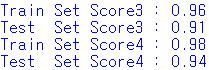 Train Set Score3 : 0.96
Test  Set Score3 : 0.91
Train Set Score4 : 0.98
Test  Set Score4 : 0.94